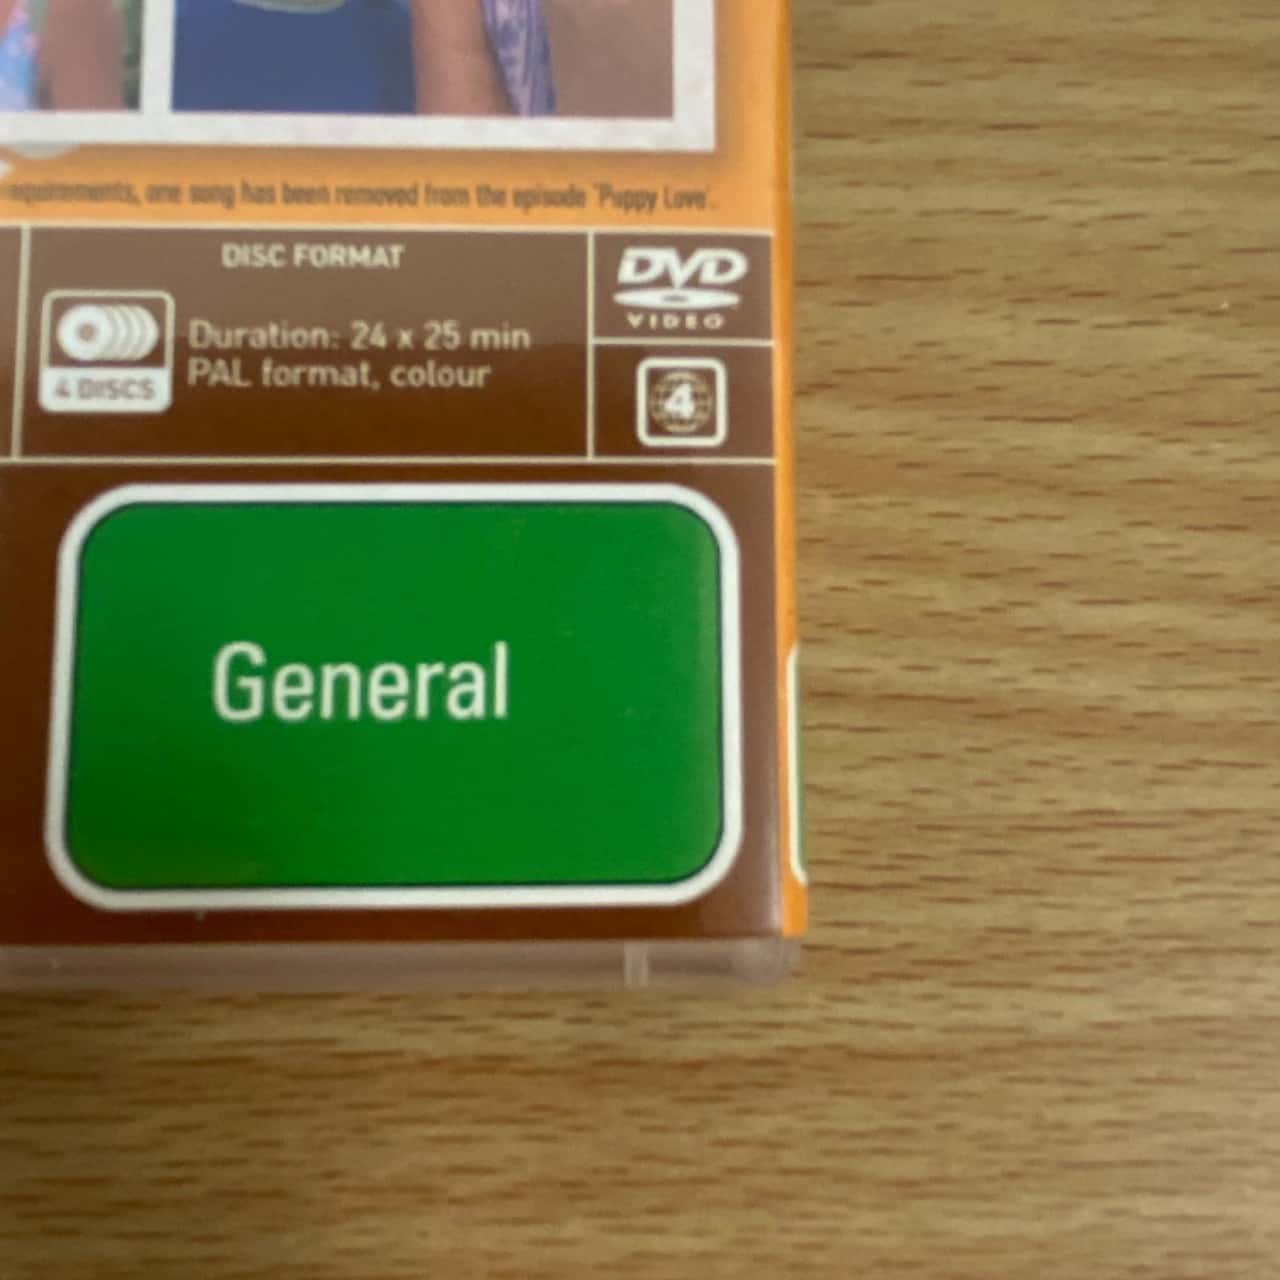 equirements, one song has been removed from the episode 'Puppy Love'.
DISC FORMAT
4 DISCS
Duration: 24 x 25 min
PAL format, colour
DVD
VIDEO
4
General